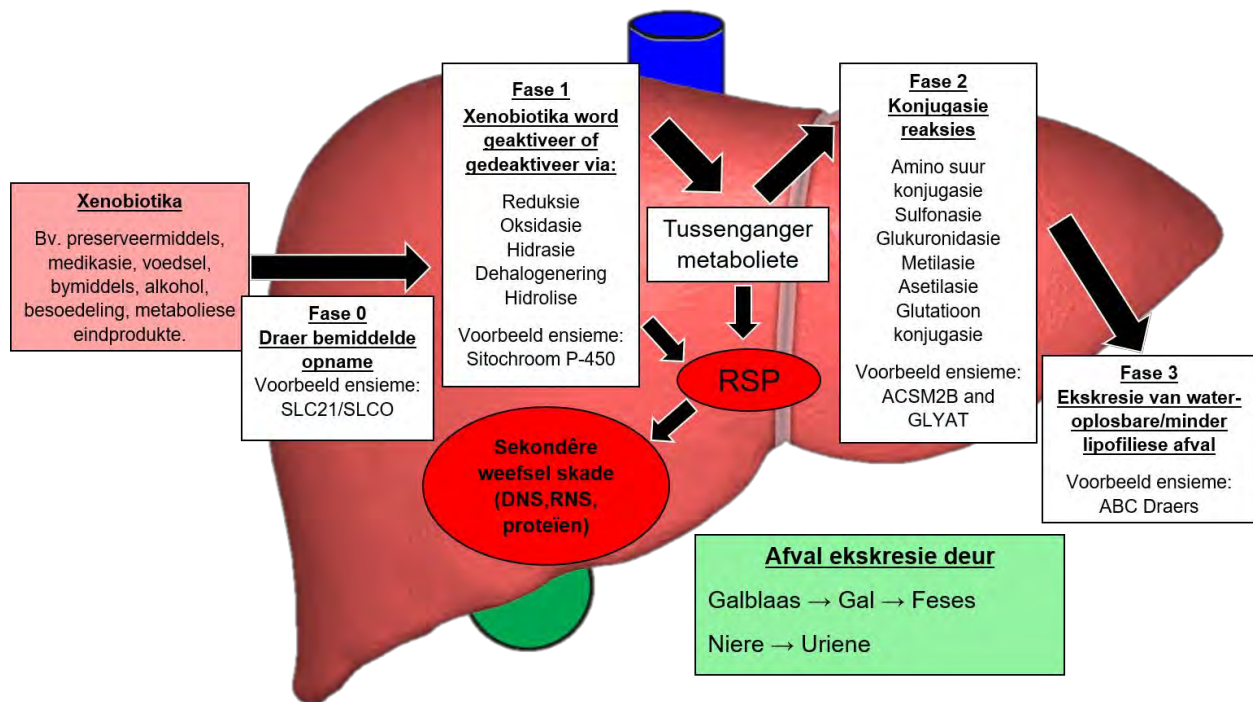 Xenobiotika
Bv. preserveermiddels,
medikasie, voedsel,
bymiddels, alkohol,
besoedeling, metaboliese
eindprodukte.
Fase 0
Draer bemiddelde
opname
Voorbeeld ensieme:
SLC21/SLCO
Fase 1
Xenobiotika word
geaktiveer of
gedeaktiveer via:
Reduksie
Oksidasie
Hidrasie
Dehalogenering
Hidrolise
Voorbeeld ensieme:
Sitochroom P-450
Tussenganger
metaboliete
RSP
Sekondêre
weefsel skade
(DNS,RNS,
proteïen)
Fase 2
Konjugasie
reaksies
Amino suur
konjugasie
Sulfonasie
Glukuronidasie
Metilasie
Asetilasie
Glutatioon
konjugasie
Voorbeeld ensieme:
ACSM2B and
GLYAT
Fase 3
Ekskresie van water-
oplosbare/minder
lipofiliese afval
Voorbeeld ensieme:
ABC Draers
Afval ekskresie deur
Galblaas → Gal → Feses
Niere → Uriene